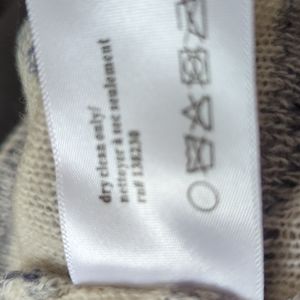 dry clean only/
nettoyer à sec seulement
rn# 138230